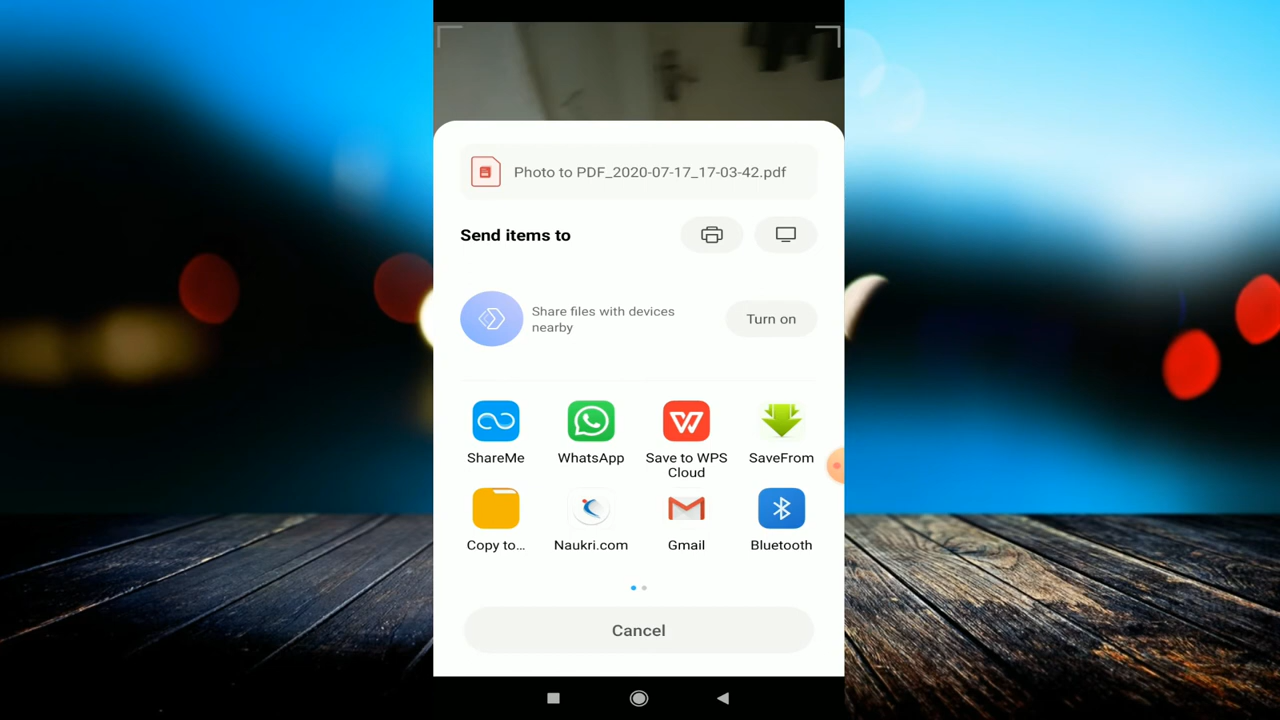 Photo to PDF_2020-07-17_17-03-42.pdf
Send items to
Share files with devices
nearby
Turn on
ShareMe
WhatsApp
Save to WPS
Cloud
SaveFrom
Copy to...
Naukri.com
Gmail
Bluetooth
Cancel